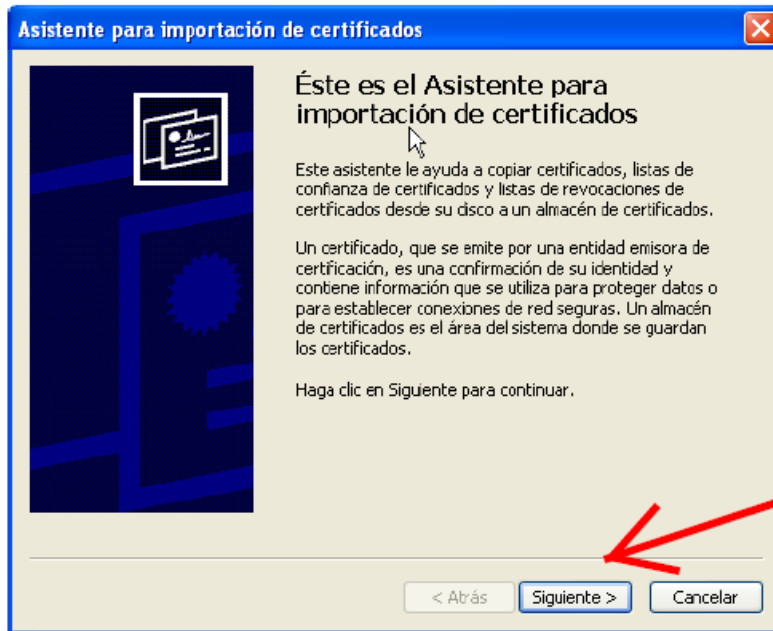 Asistente para importación de certificados
Éste es el Asistente para
importación de certificados
Este asistente le ayuda a copiar certificados, listas de
confianza de certificados y listas de revocaciones de
certificados desde su disco a un almacén de certificados.
Un certificado, que se emite por una entidad emisora de
certificación, es una confirmación de su identidad y
contiene información que se utiliza para proteger datos o
para establecer conexiones de red seguras. Un almacén
de certificados es el área del sistema donde se guardan
los certificados.
Haga clic en Siguiente para continuar.
< Atrás Siguiente > Cancelar